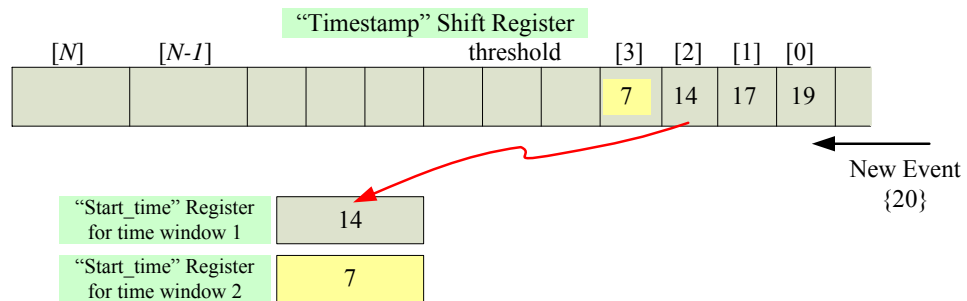 “Timestamp” Shift Register
[N] [N-1] threshold [3] [2] [1] [0]
7 14 17 19
New Event
{20}
“Start_time” Register
for time window 1
14
“Start_time” Register
for time window 2
7